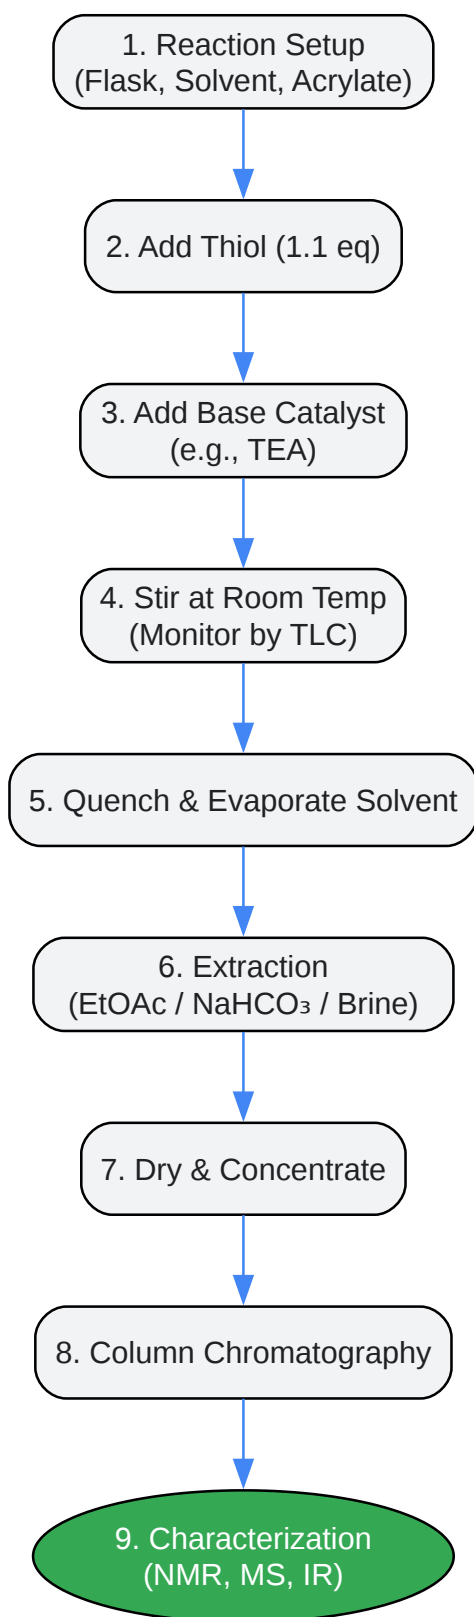 1. Reaction Setup
(Flask, Solvent, Acrylate)
2. Add Thiol (1.1 eq)
3. Add Base Catalyst
(e.g., TEA)
4. Stir at Room Temp
(Monitor by TLC)
5. Quench & Evaporate Solvent
6. Extraction
(EtOAc / NaHCO₃ / Brine)
7. Dry & Concentrate
8. Column Chromatography
9. Characterization
(NMR, MS, IR)